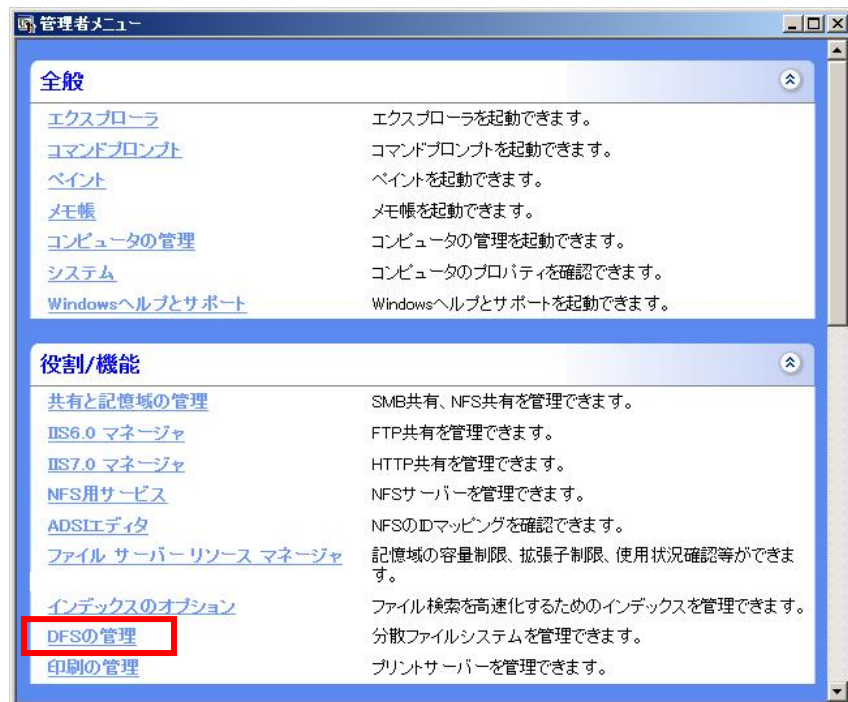 管理者メニュー
全般
エクスプローラ エクスプローラを起動できます。
コマンドプロンプト コマンドプロンプトを起動できます。
ペイント ペイントを起動できます。
メモ帳 メモ帳を起動できます。
コンピュータの管理 コンピュータの管理を起動できます。
システム コンピュータのプロパティを確認できます。
Windowsヘルプとサポート Windowsヘルプとサポートを起動できます。
役割/機能
共有と記憶域の管理 SMB共有、NFS共有を管理できます。
IIS6.0 マネージャ FTP共有を管理できます。
IIS7.0 マネージャ HTTP共有を管理できます。
NFS用サービス NFSサーバーを管理できます。
ADSIエディタ NFSのIDマッピングを確認できます。
ファイル サーバー リソース マネージャ 記憶域の容量制限、拡張子制限、使用状況確認等ができま
す。
インデックスのオプション ファイル検索を高速化するためのインデックスを管理できます。
DFSの管理 分散ファイルシステムを管理できます。
印刷の管理 プリントサーバーを管理できます。